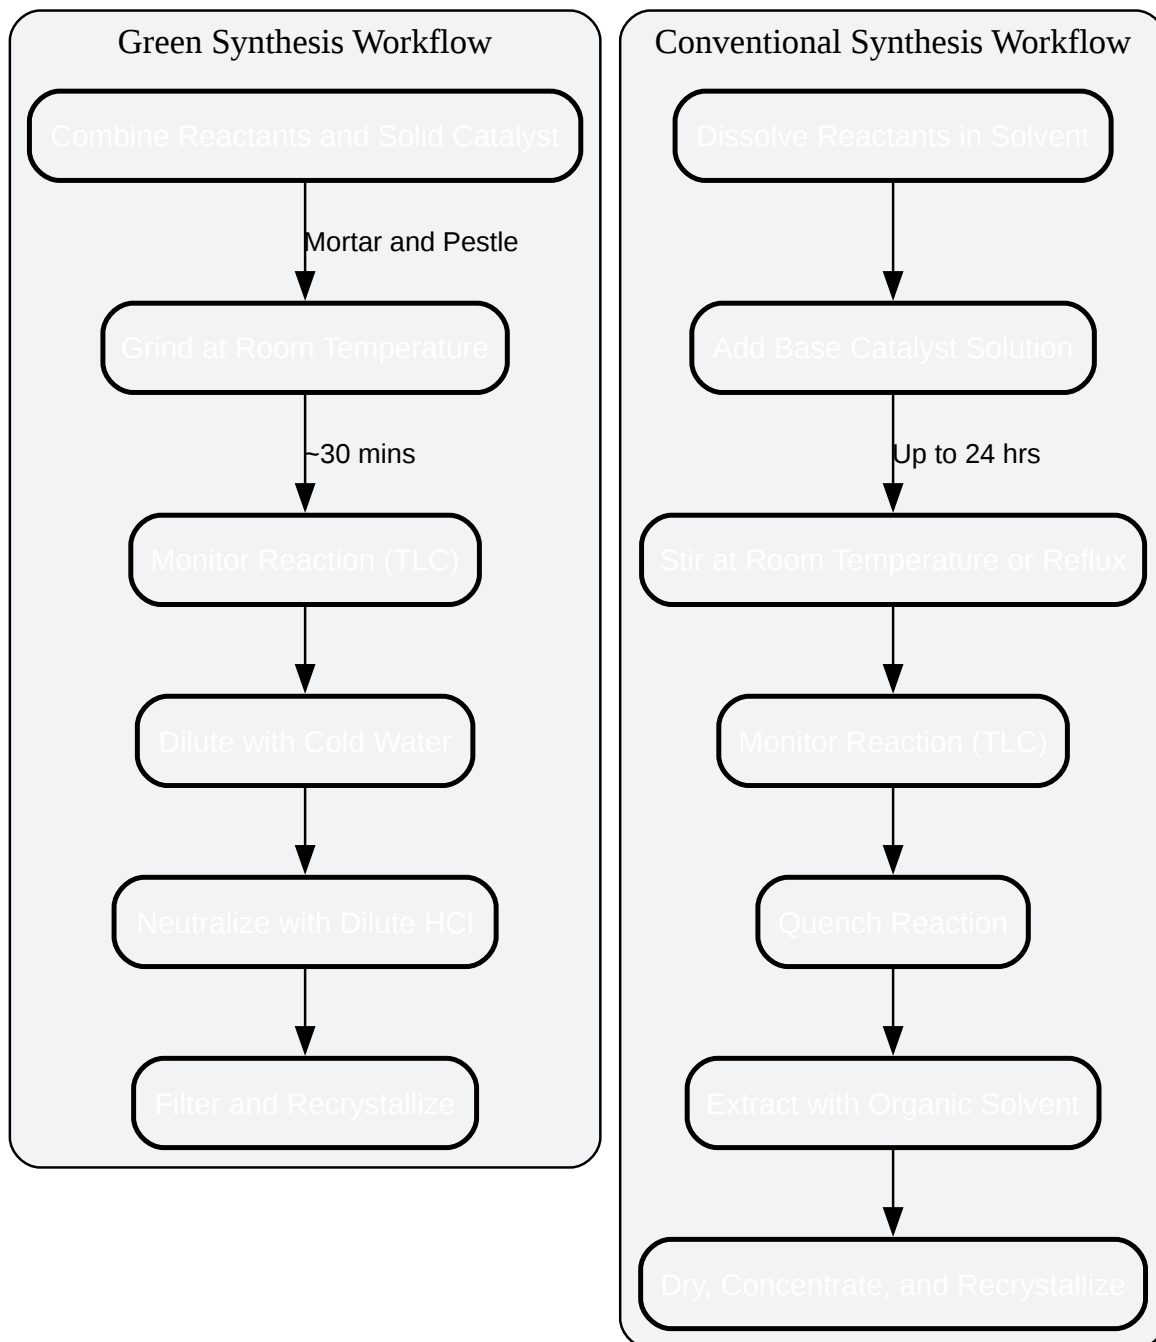 Green Synthesis Workflow
Combine Reactants and Solid Catalyst
Mortar and Pestle
Grind at Room Temperature
~30 mins
Monitor Reaction (TLC)
Dilute with Cold Water
Neutralize with Dilute HCl
Filter and Recrystallize
Conventional Synthesis Workflow
Dissolve Reactants in Solvent
Add Base Catalyst Solution
Up to 24 hrs
Stir at Room Temperature or Reflux
Monitor Reaction (TLC)
Quench Reaction
Extract with Organic Solvent
Dry, Concentrate, and Recrystallize